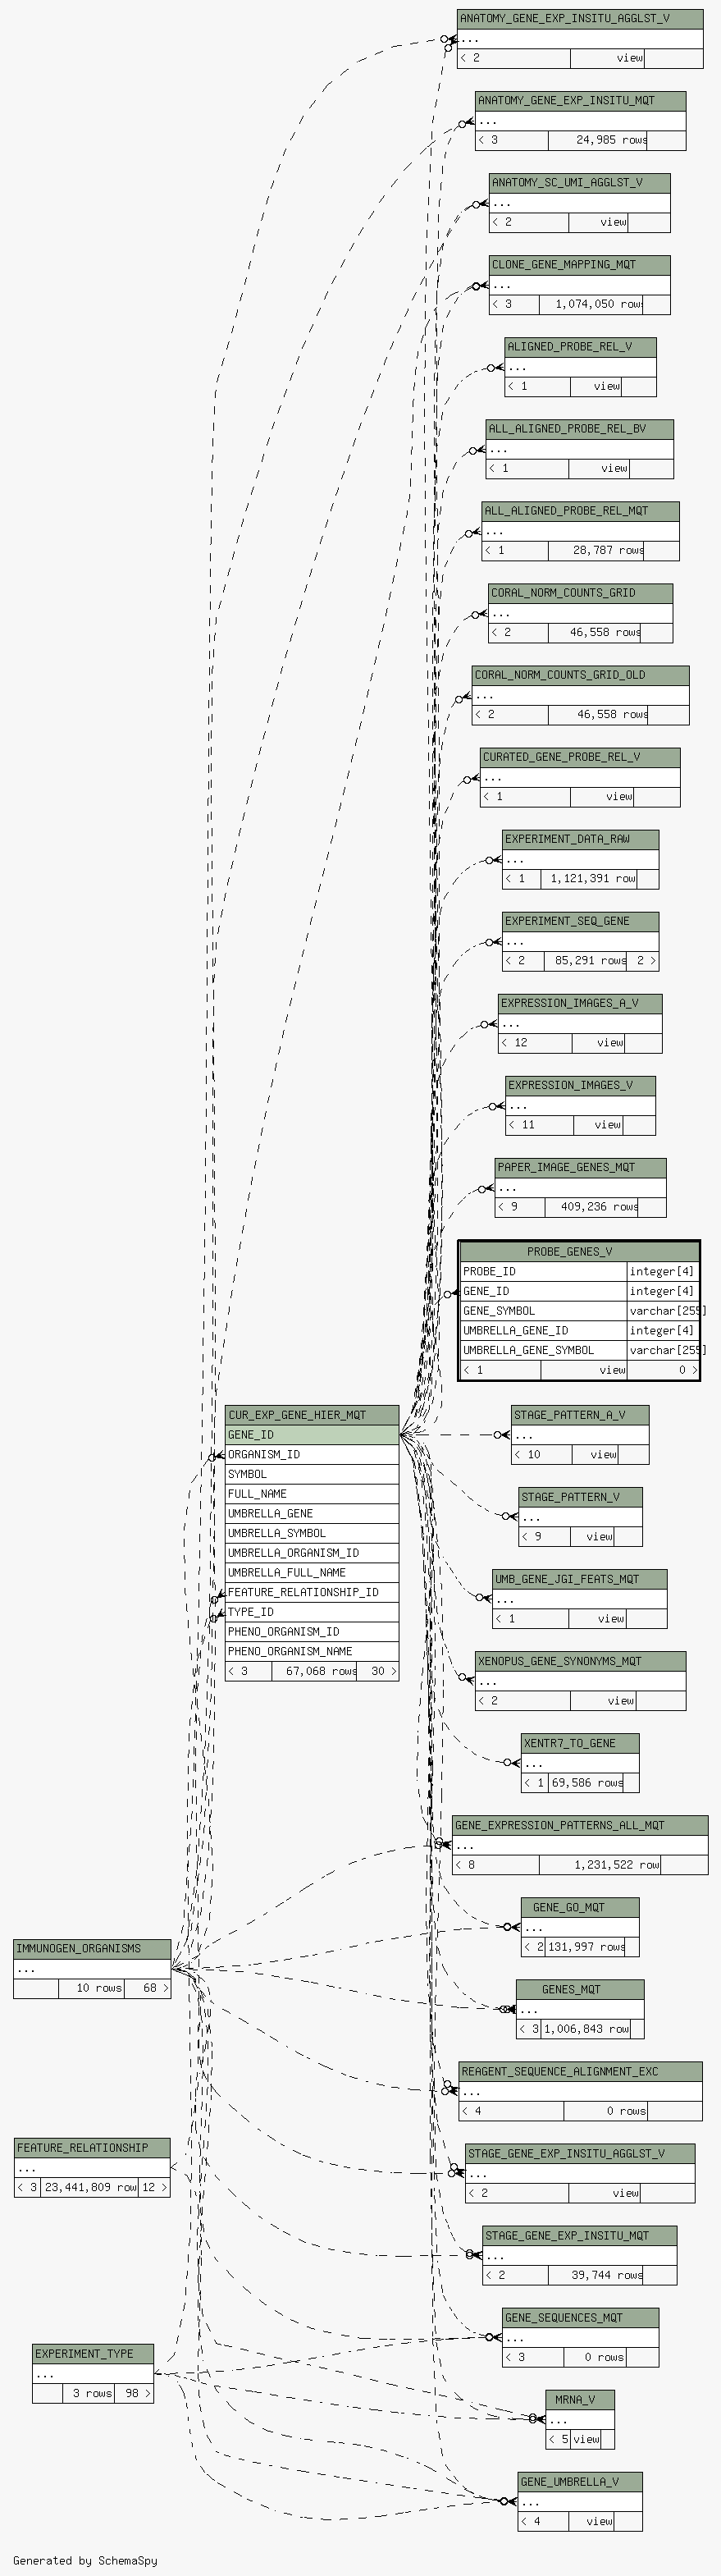 ANATOMY_GENE_EXP_INSITU_AGGLST_V
...
< 2 view
ANATOMY_GENE_EXP_INSITU_MQT
...
< 3 24,985 rows
ANATOMY_SC_UMI_AGGLST_V
...
< 2 view
CLONE_GENE_MAPPING_MQT
...
< 3 1,074,050 rows
ALIGNED_PROBE_REL_V
...
< 1 view
ALL_ALIGNED_PROBE_REL_BV
...
< 1 view
ALL_ALIGNED_PROBE_REL_MQT
...
< 1 28,787 rows
CORAL_NORM_COUNTS_GRID
...
< 2 46,558 rows
CORAL_NORM_COUNTS_GRID_OLD
...
< 2 46,558 rows
CURATED_GENE_PROBE_REL_V
...
< 1 view
EXPERIMENT_DATA_RAW
...
< 1 1,121,391 row
EXPERIMENT_SEQ_GENE
...
< 2 85,291 rows 2 >
EXPRESSION_IMAGES_A_V
...
< 12 view
EXPRESSION_IMAGES_V
...
< 11 view
PAPER_IMAGE_GENES_MQT
...
< 9 409,236 rows
PROBE_GENES_V
PROBE_ID integer[4]
GENE_ID integer[4]
GENE_SYMBOL varchar[255]
UMBRELLA_GENE_ID integer[4]
UMBRELLA_GENE_SYMBOL varchar[255]
< 1 view 0 >
CUR_EXP_GENE_HIER_MQT
GENE_ID
ORGANISM_ID
SYMBOL
FULL_NAME
UMBRELLA_GENE
UMBRELLA_SYMBOL
UMBRELLA_ORGANISM_ID
UMBRELLA_FULL_NAME
FEATURE_RELATIONSHIP_ID
TYPE_ID
PHENO_ORGANISM_ID
PHENO_ORGANISM_NAME
< 3 67,068 rows 30 >
STAGE_PATTERN_A_V
...
< 10 view
STAGE_PATTERN_V
...
< 9 view
UMB_GENE_JGI_FEATS_MQT
...
< 1 view
XENOPUS_GENE_SYNONYMS_MQT
...
< 2 view
XENTR7_TO_GENE
...
< 1 69,586 rows
GENE_EXPRESSION_PATTERNS_ALL_MQT
...
< 8 1,231,522 row
GENE_GO_MQT
...
< 2 131,997 rows
IMMUNOGEN_ORGANISMS
...
10 rows 68 >
GENES_MQT
...
< 3 1,006,843 row
REAGENT_SEQUENCE_ALIGNMENT_EXC
...
< 4 0 rows
FEATURE_RELATIONSHIP
...
< 3 23,441,809 row 12 >
STAGE_GENE_EXP_INSITU_AGGLST_V
...
< 2 view
STAGE_GENE_EXP_INSITU_MQT
...
< 2 39,744 rows
GENE_SEQUENCES_MQT
...
< 3 0 rows
EXPERIMENT_TYPE
...
3 rows 98 >
MRNA_V
...
< 5 view
GENE_UMBRELLA_V
...
< 4 view
Generated by SchemaSpy